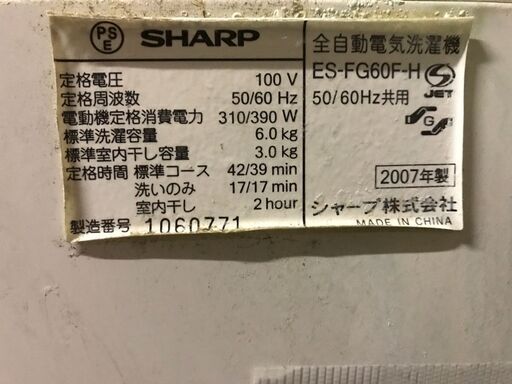 PS
E
SHARP
全自動電気洗濯機
定格電圧 100 V
ES-FG60F-H
定格周波数 50/60 Hz
50/60Hz共用
JET
電動機定格消費電力 310/390 W
S
標準洗濯容量 6.0 kg
標準室内干し容量 3.0 kg
定格時間 標準コース 42/39 min
2007年製
洗いのみ 17/17 min
室内干し 2 hour
シャープ株式会社
製造番号 1060771
MADE IN CHINA